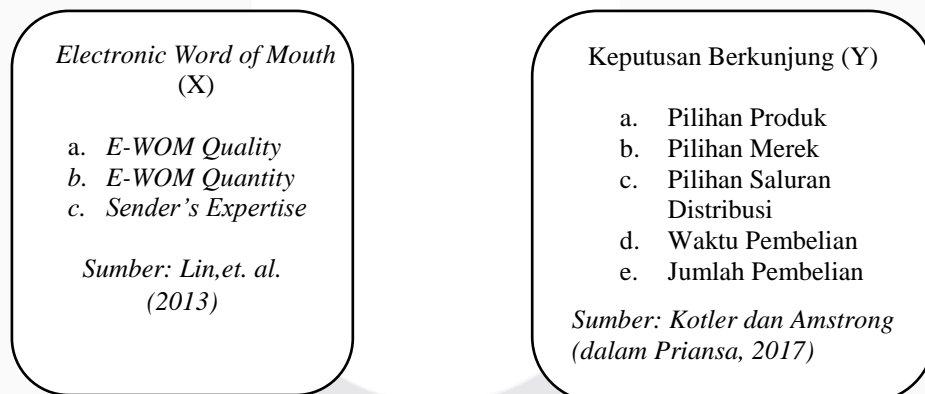 Electronic Word of Mouth
(X)
a. E-WOM Quality
b. E-WOM Quantity
c. Sender’s Expertise
Sumber: Lin,et. al.
(2013)
Keputusan Berkunjung (Y)
a. Pilihan Produk
b. Pilihan Merek
c. Pilihan Saluran
Distribusi
d. Waktu Pembelian
e. Jumlah Pembelian
Sumber: Kotler dan Amstrong
(dalam Priansa, 2017)